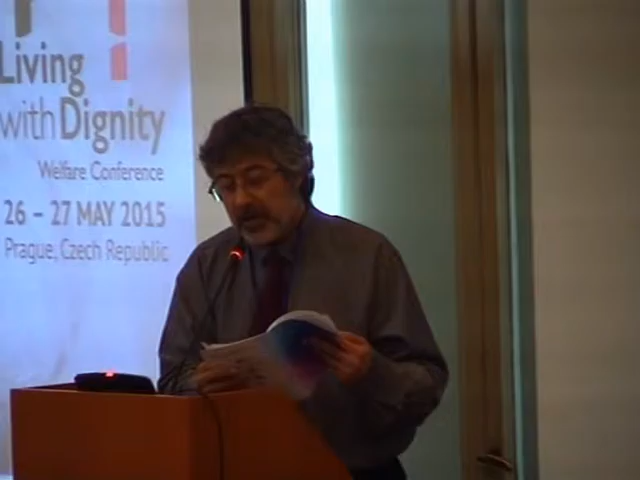 Living
with Dignity
Welfare Conference
26 – 27 MAY 2015
Prague, Czech Republic